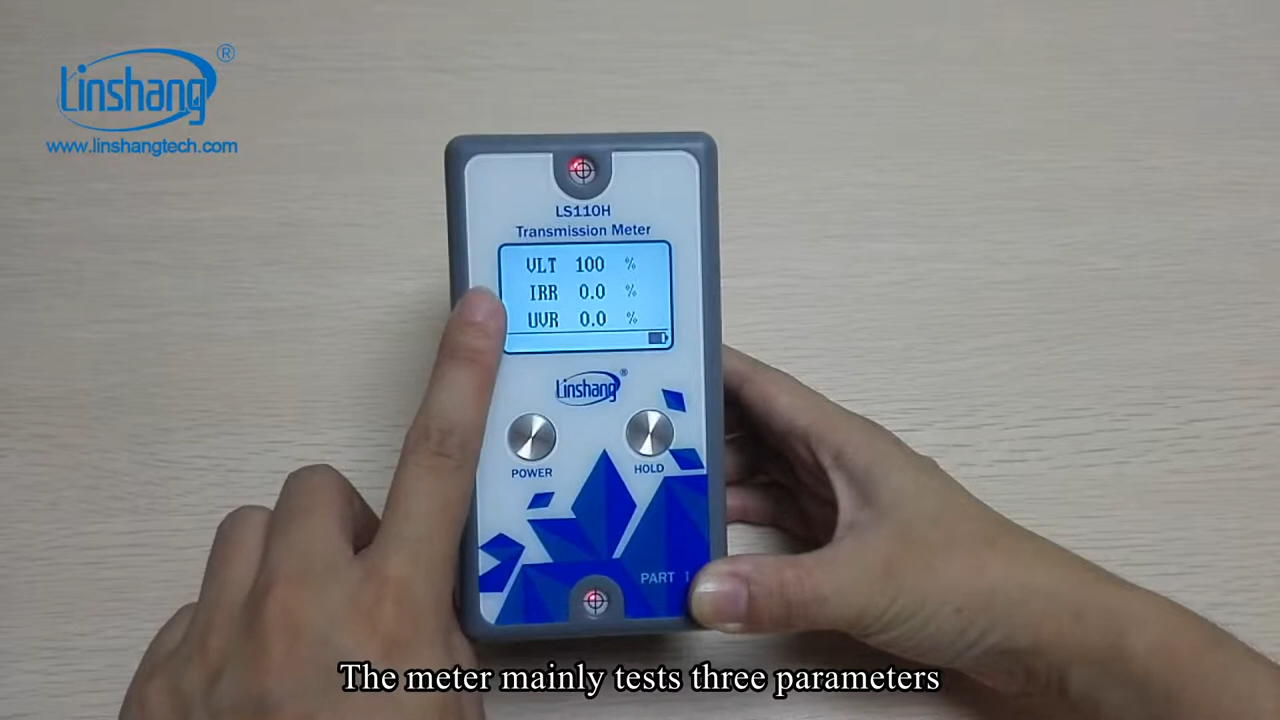 Linshang®
www.linshangtech.com
LS110H
Transmission Meter
VLT 100 %
IRR 0.0 %
UVR 0.0 %
Linshang®
POWER
HOLD
PART I
The meter mainly tests three parameters